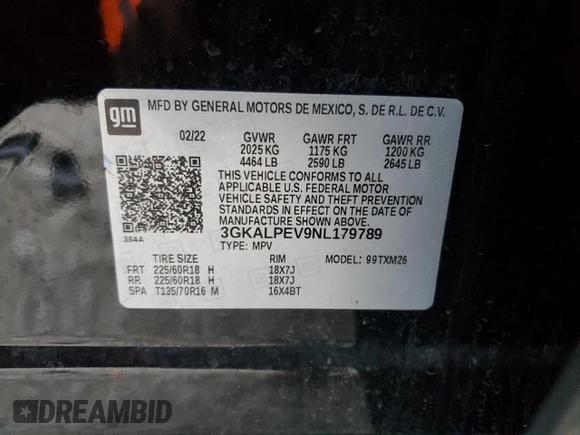 gm
MFD BY GENERAL MOTORS DE MEXICO, S. DE R.L. DE C.V.
02/22 GVWR GAWR FRT GAWR RR
2025 KG 1175 KG 1200 KG
4464 LB 2590 LB 2645 LB
THIS VEHICLE CONFORMS TO ALL
APPLICABLE U.S. FEDERAL MOTOR
VEHICLE SAFETY AND THEFT PREVENTION
STANDARDS IN EFFECT ON THE DATE OF
MANUFACTURE SHOWN ABOVE.
384A
3GKALPEV9NL179789
TYPE: MPV MODEL: 99TXM26
TIRE SIZE RIM
FRT 225/60R18 H 18X7J
RR 225/60R18 H 18X7J
SPA T135/70R16 M 16X4BT
DREAMBID